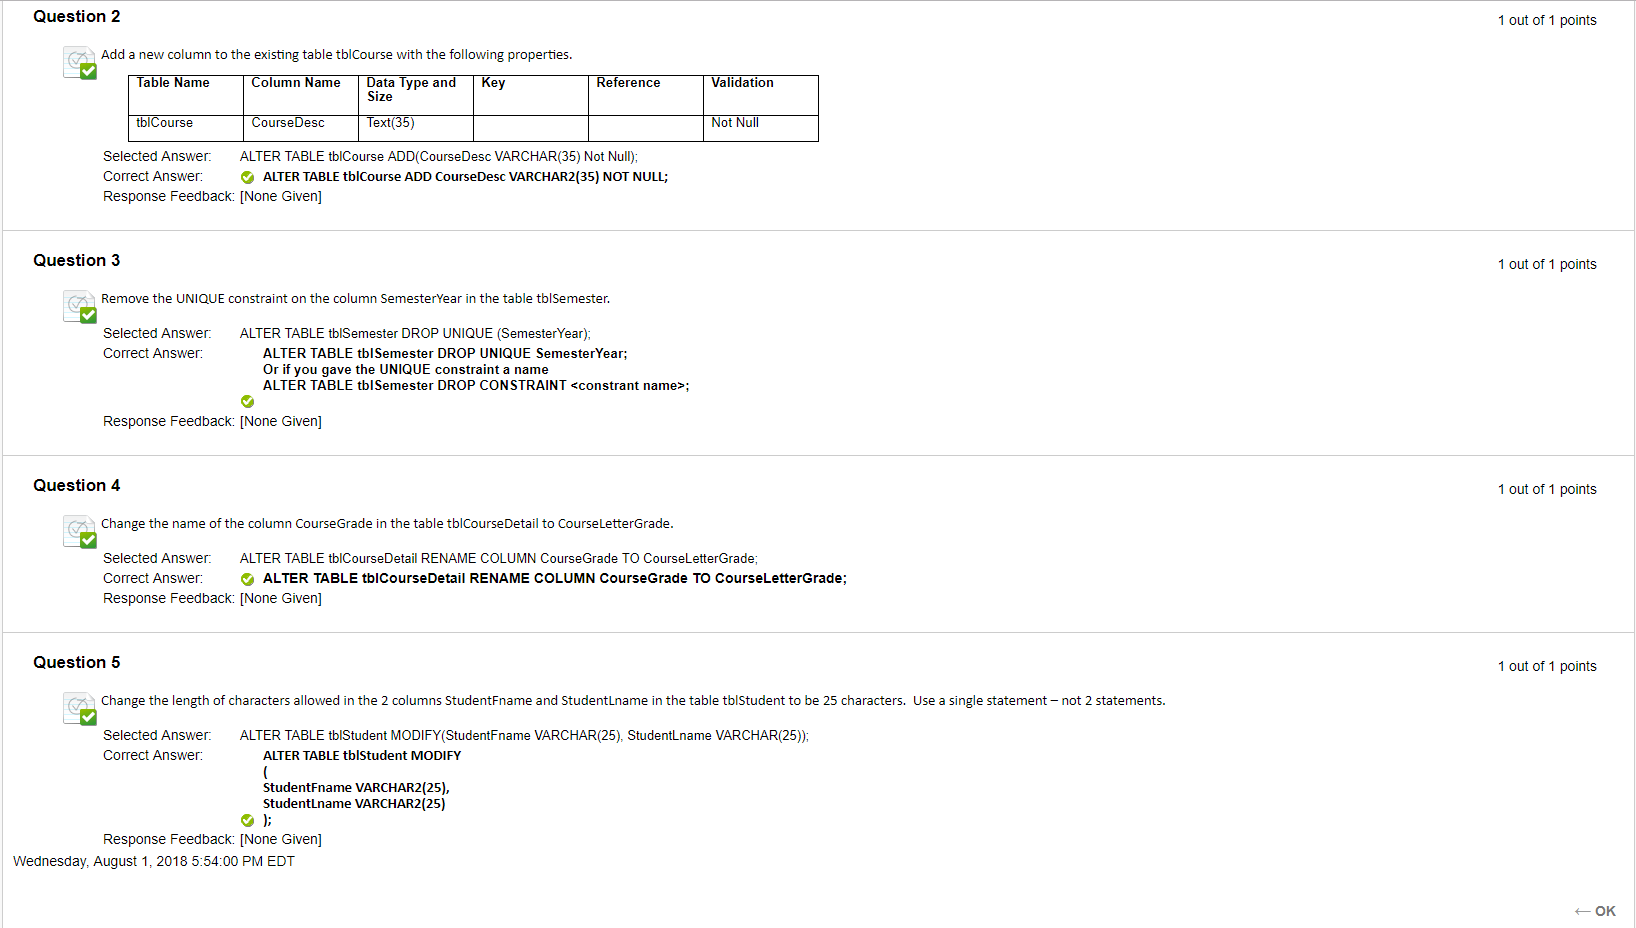 Question 2
1 out of 1 points
Add a new column to the existing table tblCourse with the following properties.
Table Name Column Name Data Type and Size Key Reference Validation
tblCourse CourseDesc Text(35) Not Null
Selected Answer: ALTER TABLE tblCourse ADD(CourseDesc VARCHAR(35) Not Null);
Correct Answer: ALTER TABLE tblCourse ADD CourseDesc VARCHAR2(35) NOT NULL;
Response Feedback: [None Given]
Question 3
1 out of 1 points
Remove the UNIQUE constraint on the column SemesterYear in the table tblSemester.
Selected Answer: ALTER TABLE tblSemester DROP UNIQUE (SemesterYear);
Correct Answer: ALTER TABLE tblSemester DROP UNIQUE SemesterYear;
Or if you gave the UNIQUE constraint a name
ALTER TABLE tblSemester DROP CONSTRAINT <constrant name>;
Response Feedback: [None Given]
Question 4
1 out of 1 points
Change the name of the column CourseGrade in the table tblCourseDetail to CourseLetterGrade.
Selected Answer: ALTER TABLE tblCourseDetail RENAME COLUMN CourseGrade TO CourseLetterGrade;
Correct Answer: ALTER TABLE tblCourseDetail RENAME COLUMN CourseGrade TO CourseLetterGrade;
Response Feedback: [None Given]
Question 5
1 out of 1 points
Change the length of characters allowed in the 2 columns StudentFname and StudentLname in the table tblStudent to be 25 characters.  Use a single statement – not 2 statements.
Selected Answer: ALTER TABLE tblStudent MODIFY(StudentFname VARCHAR(25), StudentLname VARCHAR(25));
Correct Answer: ALTER TABLE tblStudent MODIFY
(
StudentFname VARCHAR2(25),
StudentLname VARCHAR2(25)
);
Response Feedback: [None Given]
Wednesday, August 1, 2018 5:54:00 PM EDT
← OK